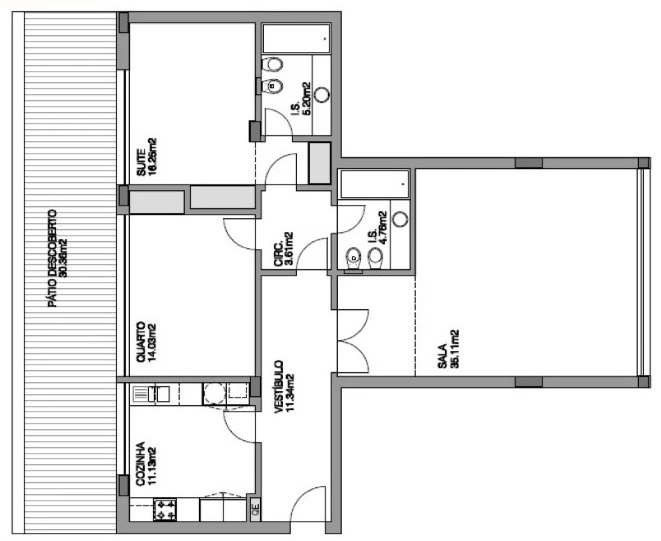 SUITE
16.25m2
I.S.
5.20m2
PÁTIO DESCOBERTO
30.36m2
CIRC.
3.61m2
I.S.
4.76m2
QUARTO
14.03m2
VESTÍBULO
11.34m2
SALA
35.11m2
COZINHA
11.13m2
QE